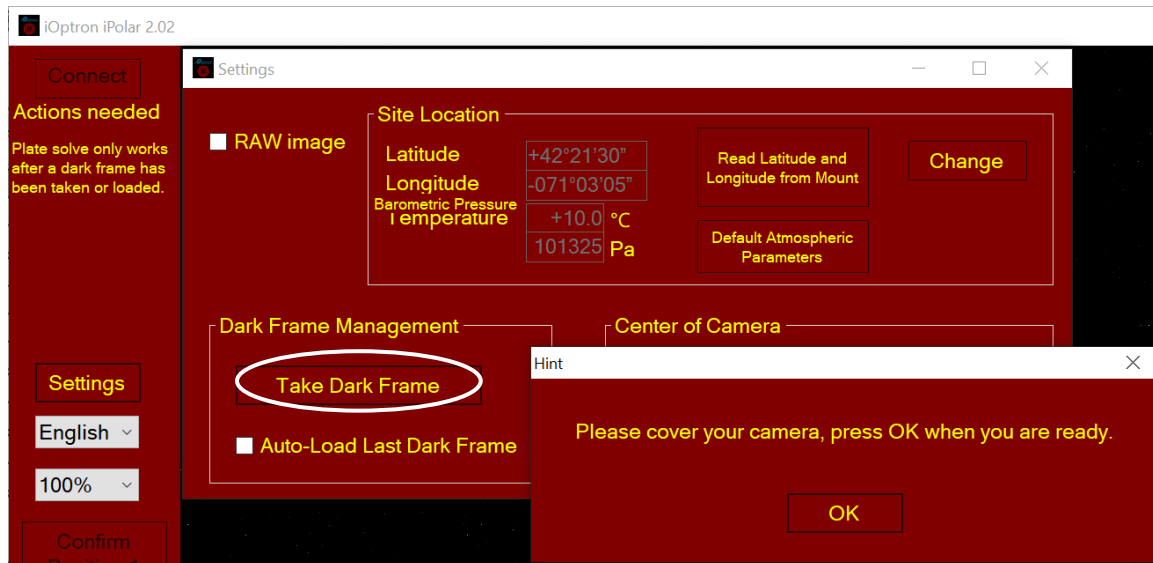 iOptron iPolar 2.02
Connect
Actions needed
Plate solve only works
after a dark frame has
been taken or loaded.
Settings
English
100%
Confirm
Settings
RAW image
Site Location
Latitude
+42°21'30"
Longitude
-071°03'05"
Barometric Pressure
Temperature
+10.0 °C
101325 Pa
Read Latitude and
Longitude from Mount
Default Atmospheric
Parameters
Change
Dark Frame Management
Take Dark Frame
Auto-Load Last Dark Frame
Center of Camera
Hint
Please cover your camera, press OK when you are ready.
OK